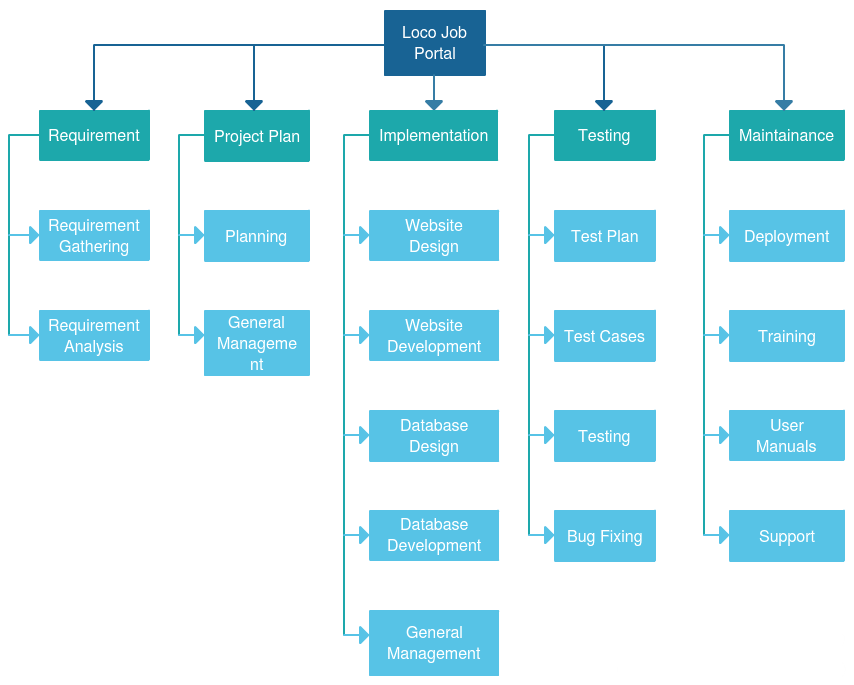 Loco Job
Portal
Requirement
Project Plan
Implementation
Testing
Maintainance
Requirement
Gathering
Planning
Website
Design
Test Plan
Deployment
Requirement
Analysis
General
Manageme
nt
Website
Development
Test Cases
Training
Database
Design
Testing
User
Manuals
Database
Development
Bug Fixing
Support
General
Management